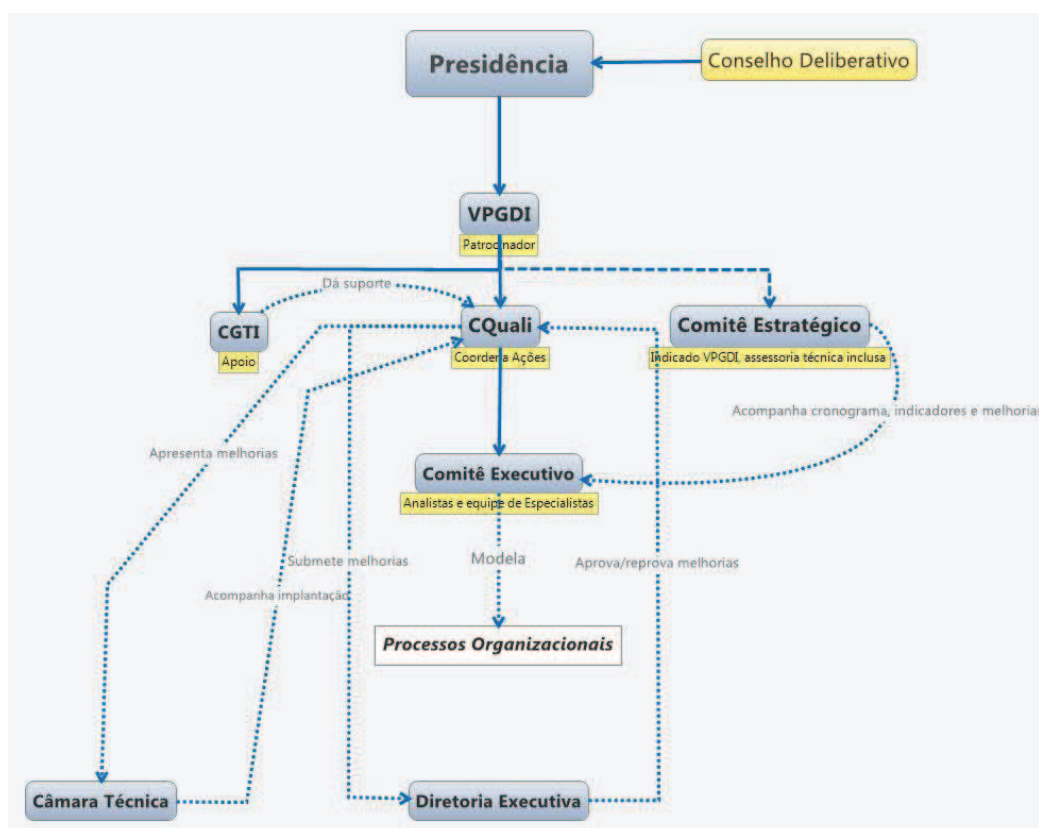 Presidência
Conselho Deliberativo
VPGDI
Patrocinador
Dá suporte
CGTI
Apoio
CQuali
Coordena Ações
Comitê Estratégico
Indicado VPGDI, assessoria técnica inclusa
Acompanha cronograma, indicadores e melhorias
Apresenta melhorias
Comitê Executivo
Analistas e equipe de Especialistas
Submete melhorias
Modela
Aprova/reprova melhorias
Acompanha implantação
Processos Organizacionais
Câmara Técnica
Diretoria Executiva